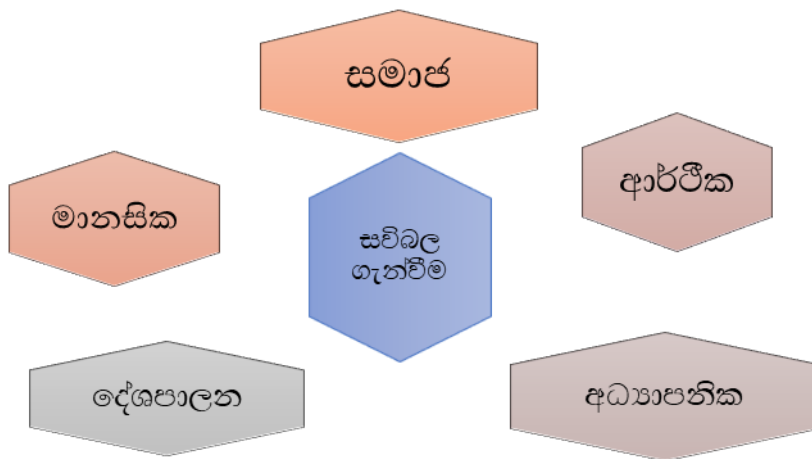 සමාජ
ආර්ථික
මානසික
සවිබල
ගැන්වීම
දේශපාලන
අධ්‍යාපනික